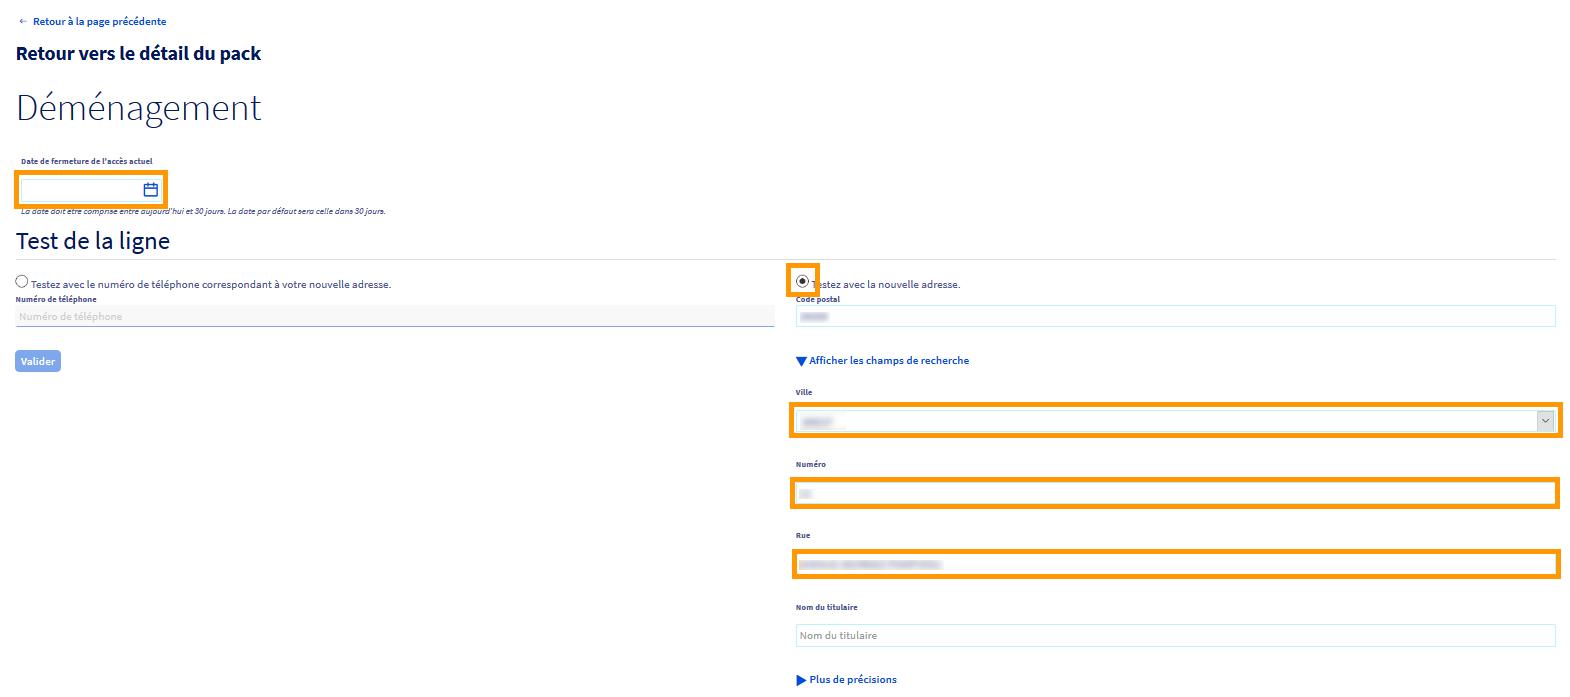 ← Retour à la page précédente
Retour vers le détail du pack
Déménagement
Date de fermeture de l'accès actuel
La date doit être comprise entre aujourd'hui et 30 jours. La date par défaut sera celle dans 30 jours.
Test de la ligne
Testez avec le numéro de téléphone correspondant à votre nouvelle adresse.
Numéro de téléphone
Numéro de téléphone
Valider
Testez avec la nouvelle adresse.
Code postal
▼ Afficher les champs de recherche
Ville
Numéro
Rue
Nom du titulaire
Nom du titulaire
▶ Plus de précisions